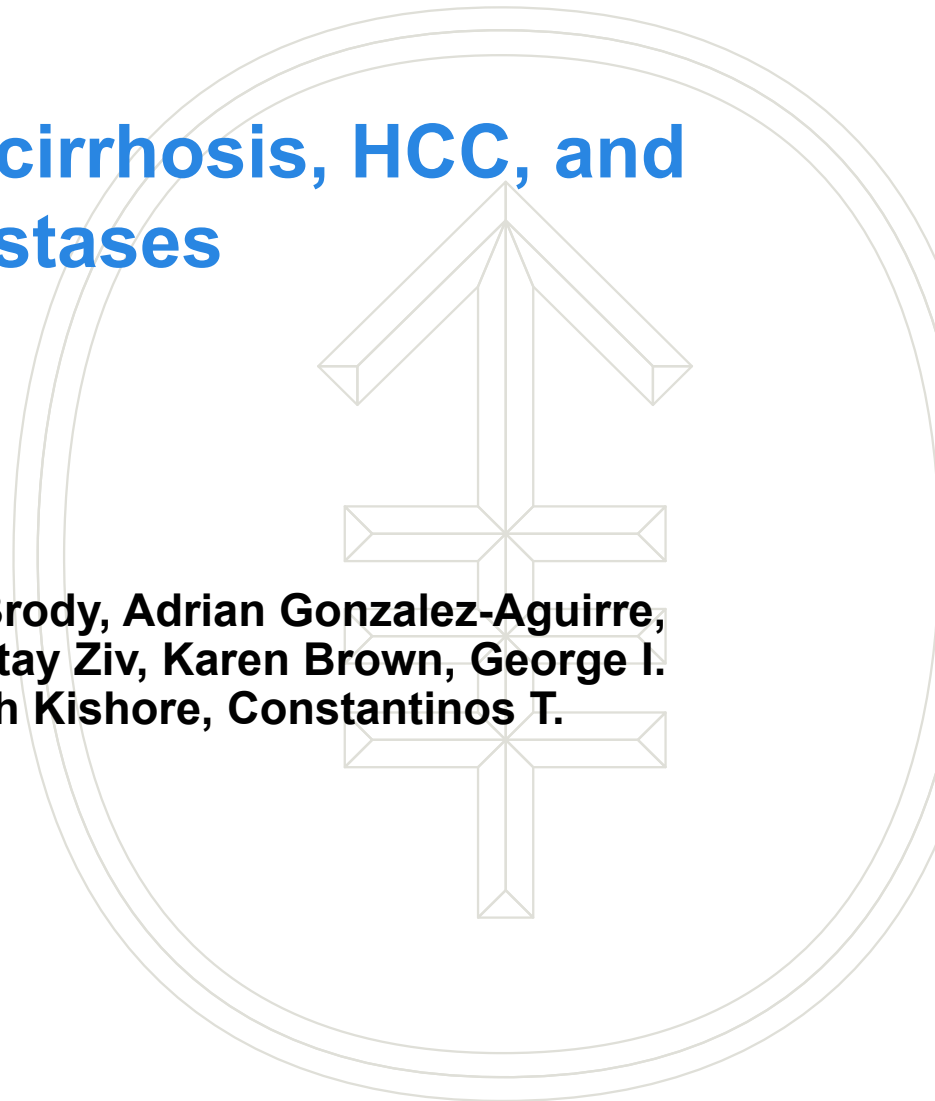 cirrhosis, HCC, and
stases
Brody, Adrian Gonzalez-Aguirre,
tay Ziv, Karen Brown, George I.
h Kishore, Constantinos T.